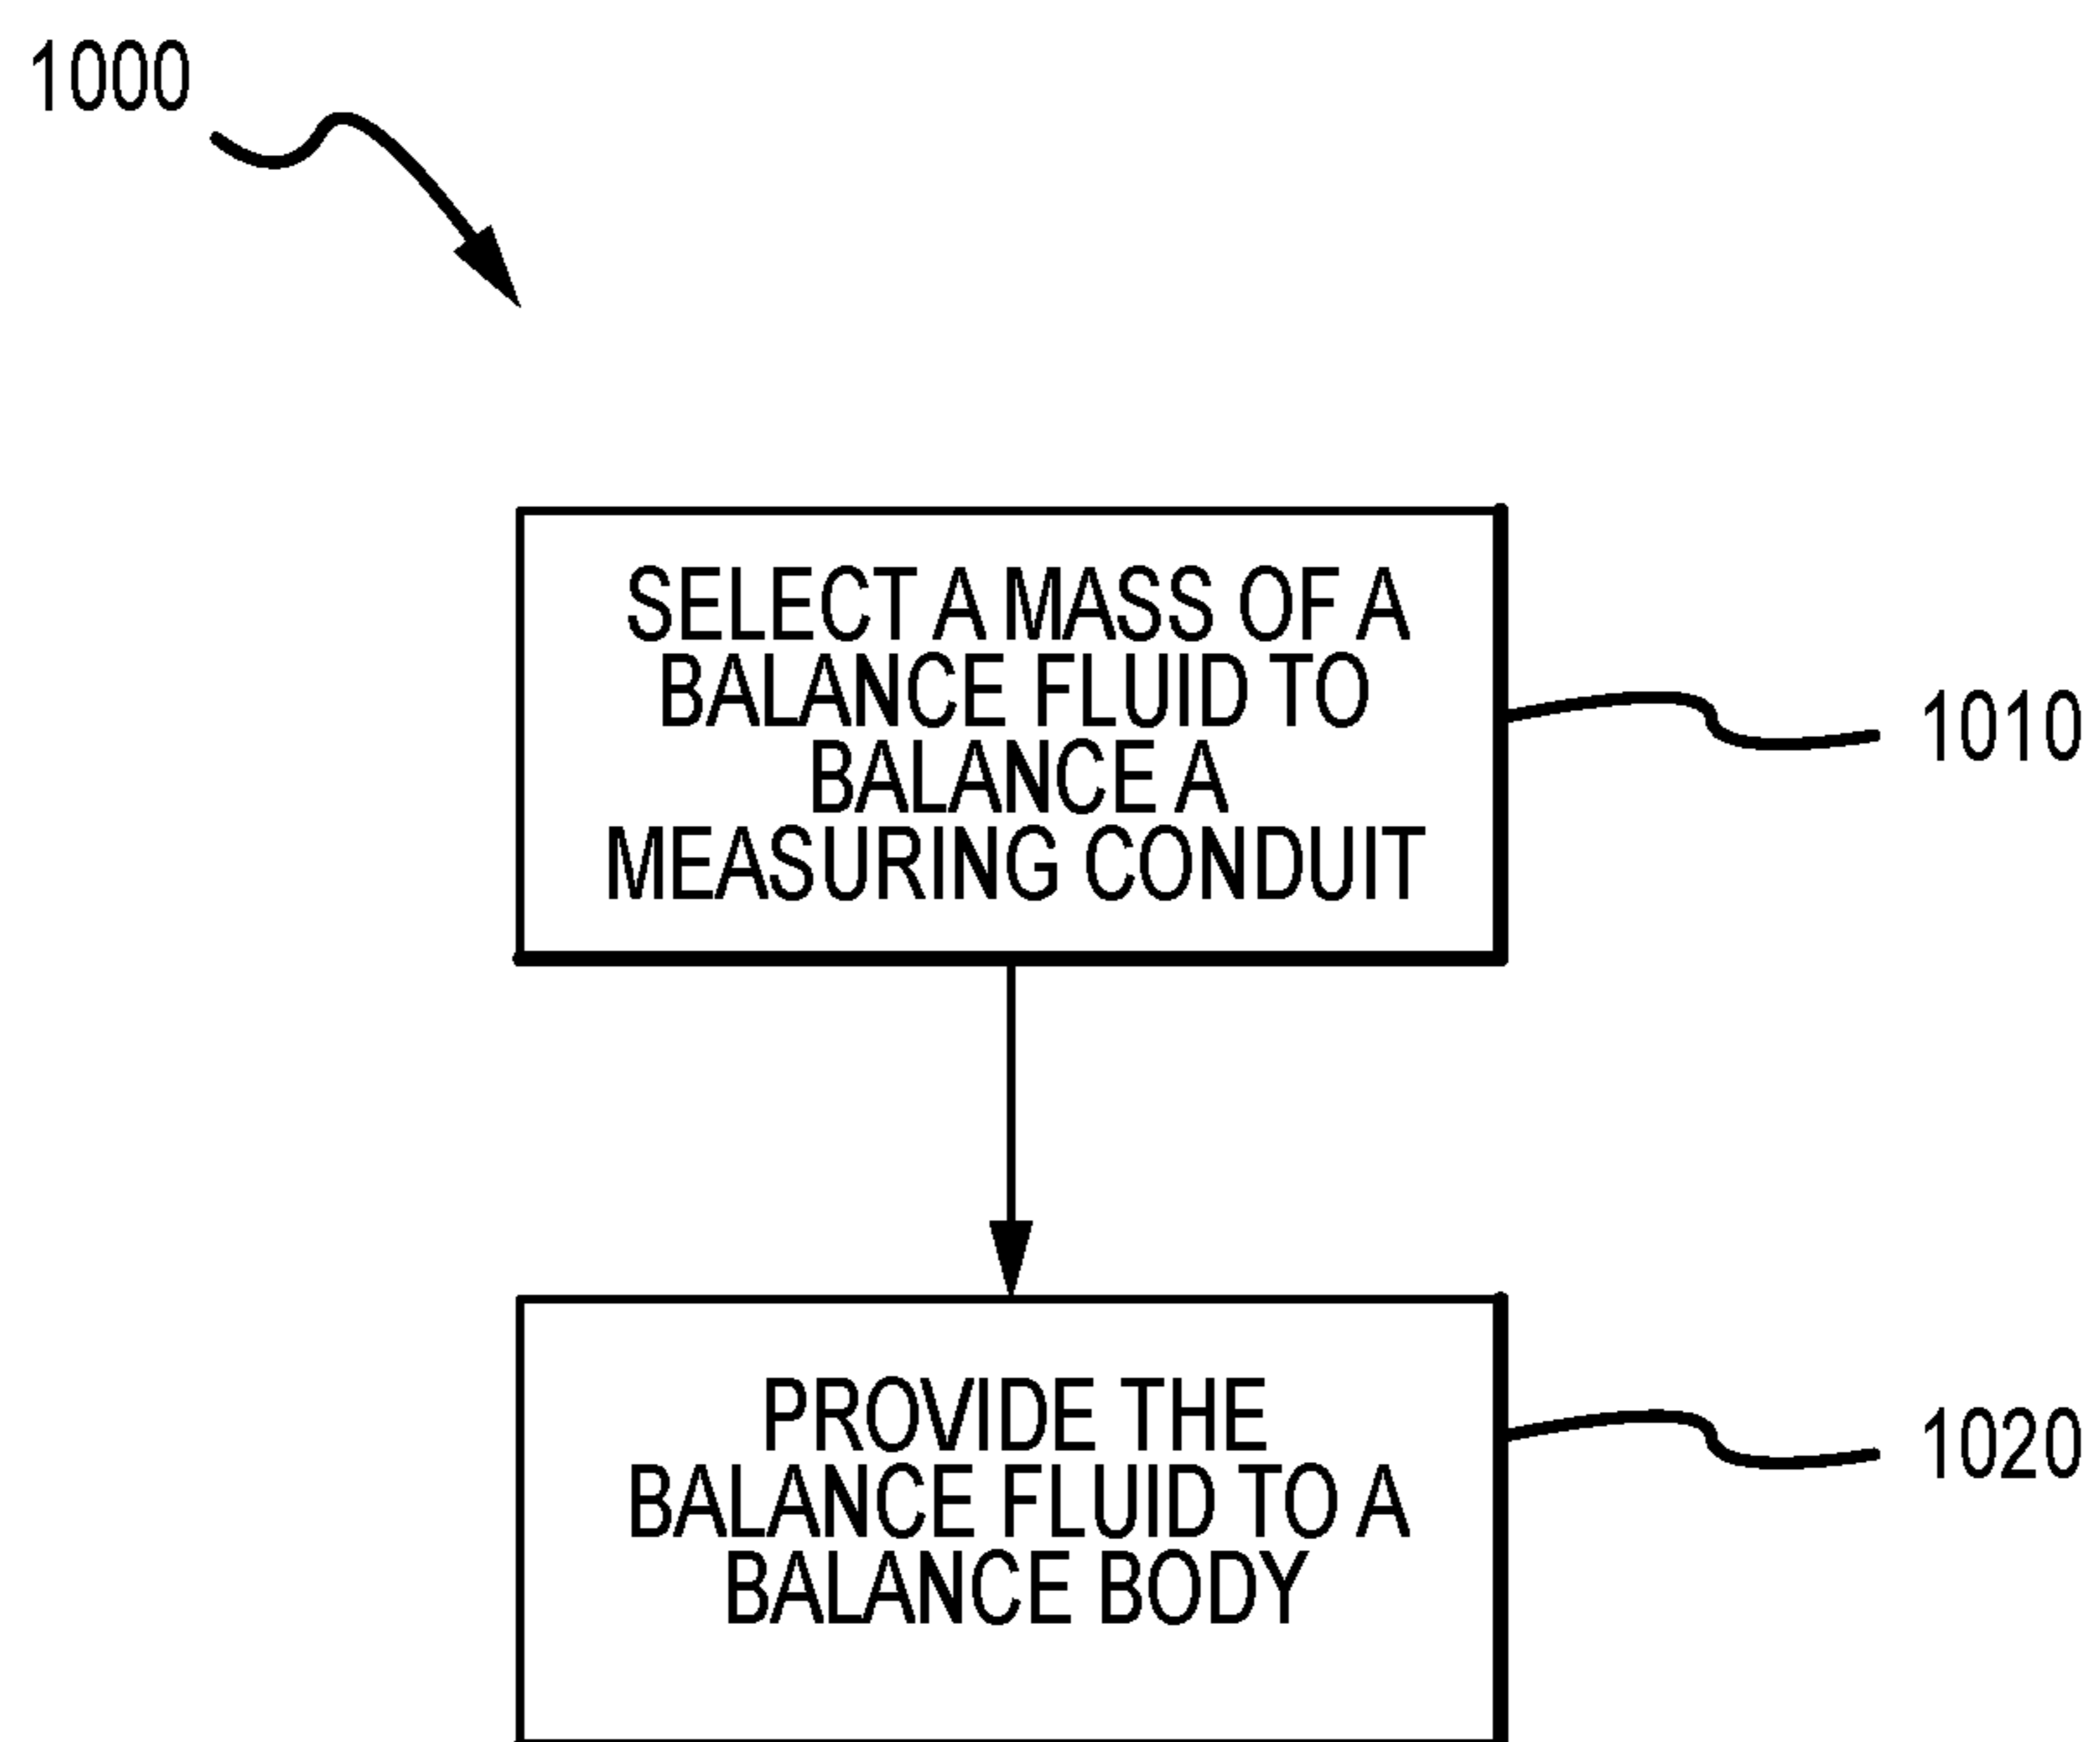 1000
SELECT A MASS OF A
BALANCE FLUID TO
BALANCE A
MEASURING CONDUIT
1010
PROVIDE THE
BALANCE FLUID TO A
BALANCE BODY
1020